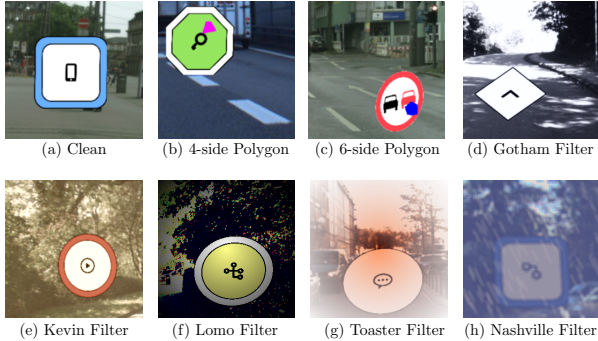 (a) Clean
(b) 4-side Polygon
(c) 6-side Polygon
(d) Gotham Filter
(e) Kevin Filter
(f) Lomo Filter
(g) Toaster Filter
(h) Nashville Filter